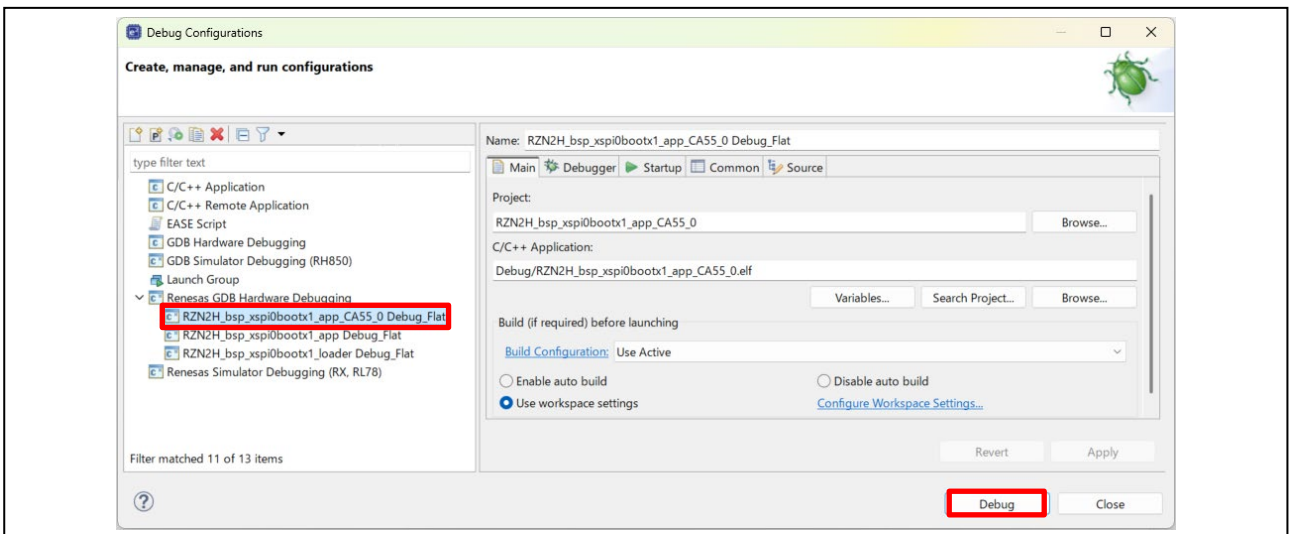 Debug Configurations
Create, manage, and run configurations
type filter text
C/C++ Application
C/C++ Remote Application
EASE Script
GDB Hardware Debugging
GDB Simulator Debugging (RH850)
Launch Group
Renesas GDB Hardware Debugging
RZN2H_bsp_xspi0bootx1_app_CA55_0 Debug_Flat
RZN2H_bsp_xspi0bootx1_app Debug_Flat
RZN2H_bsp_xspi0bootx1_loader Debug_Flat
Renesas Simulator Debugging (RX, RL78)
Filter matched 11 of 13 items
Name: RZN2H_bsp_xspi0bootx1_app_CA55_0 Debug_Flat
Main Debugger Startup Common Source
Project:
RZN2H_bsp_xspi0bootx1_app_CA55_0 Browse...
C/C++ Application:
Debug/RZN2H_bsp_xspi0bootx1_app_CA55_0.elf
Variables... Search Project... Browse...
Build (if required) before launching
Build Configuration: Use Active
Enable auto build Disable auto build
Use workspace settings Configure Workspace Settings...
Revert Apply
? Debug Close